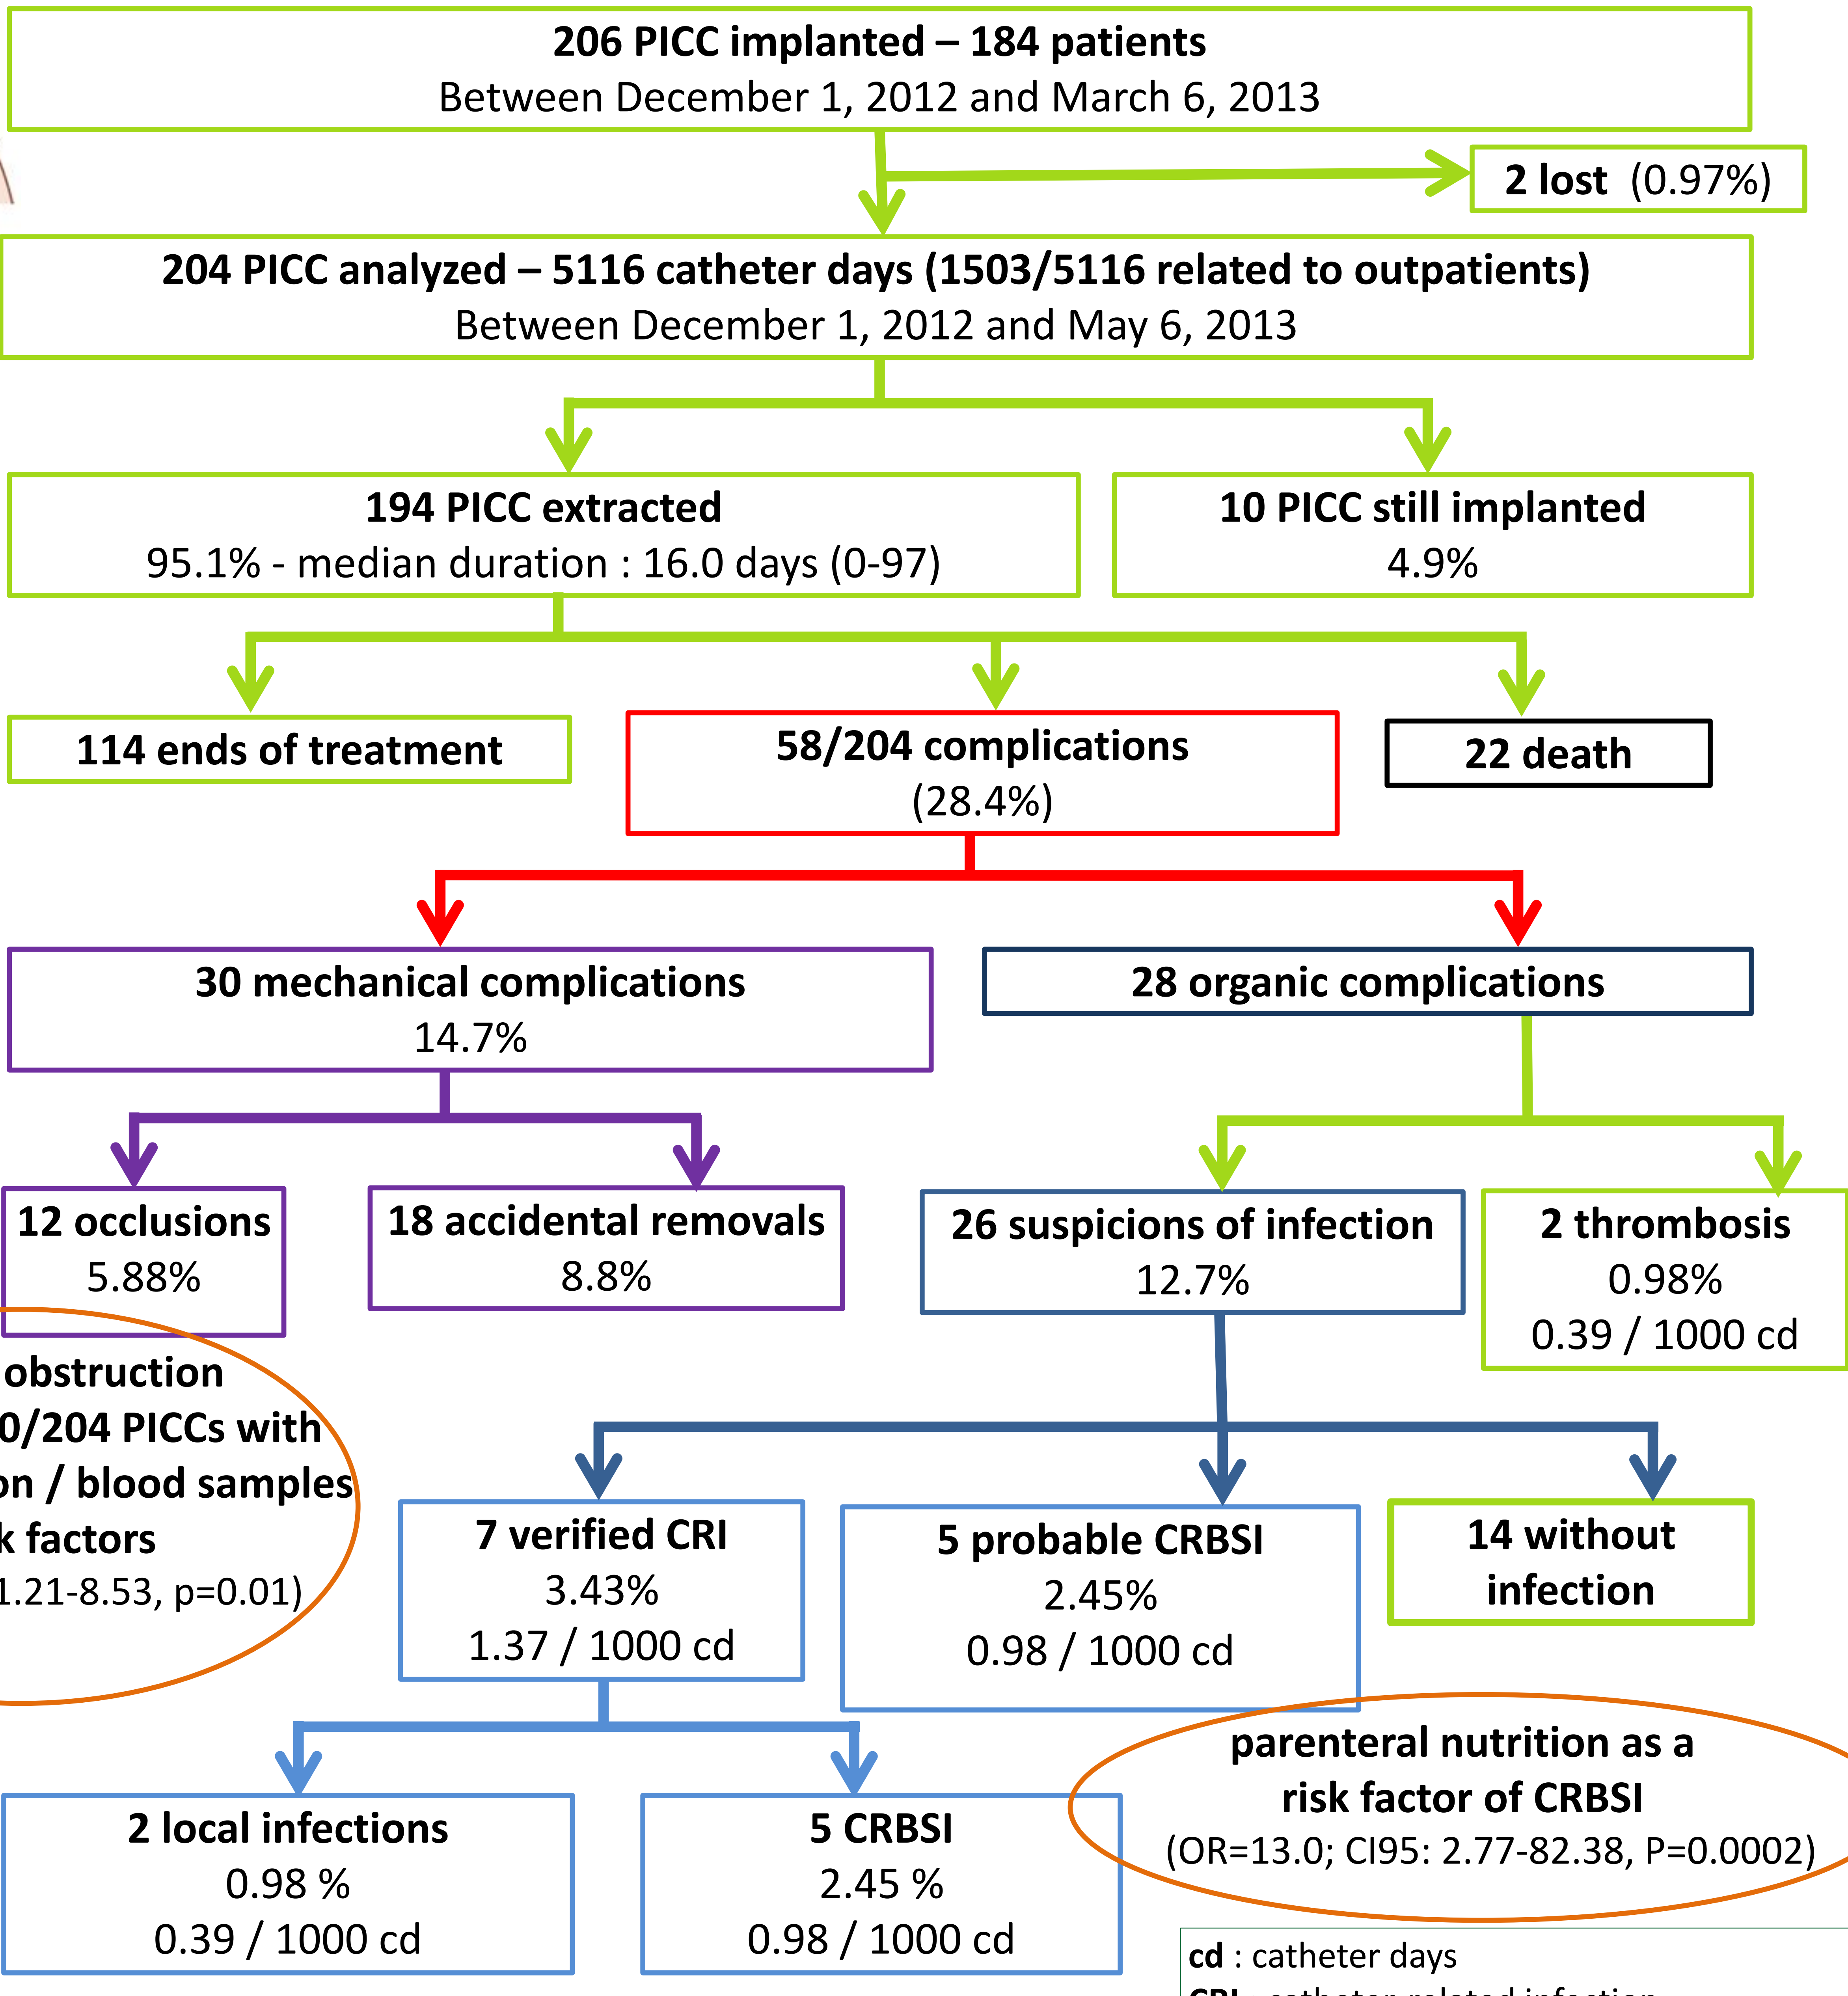 206 PICC implanted – 184 patients
Between December 1, 2012 and March 6, 2013
2 lost (0.97%)
204 PICC analyzed – 5116 catheter days (1503/5116 related to outpatients)
Between December 1, 2012 and May 6, 2013
194 PICC extracted
95.1% - median duration : 16.0 days (0-97)
10 PICC still implanted
4.9%
114 ends of treatment
58/204 complications
(28.4%)
22 death
30 mechanical complications
14.7%
28 organic complications
12 occlusions
5.88%
18 accidental removals
8.8%
26 suspicions of infection
12.7%
2 thrombosis
0.98%
0.39 / 1000 cd
obstruction
0/204 PICCs with
on / blood samples
k factors
1.21-8.53, p=0.01)
7 verified CRI
3.43%
1.37 / 1000 cd
5 probable CRBSI
2.45%
0.98 / 1000 cd
14 without
infection
2 local infections
0.98 %
0.39 / 1000 cd
5 CRBSI
2.45 %
0.98 / 1000 cd
parenteral nutrition as a
risk factor of CRBSI
(OR=13.0; CI95: 2.77-82.38, P=0.0002)
cd : catheter days
CRI : catheter related infection